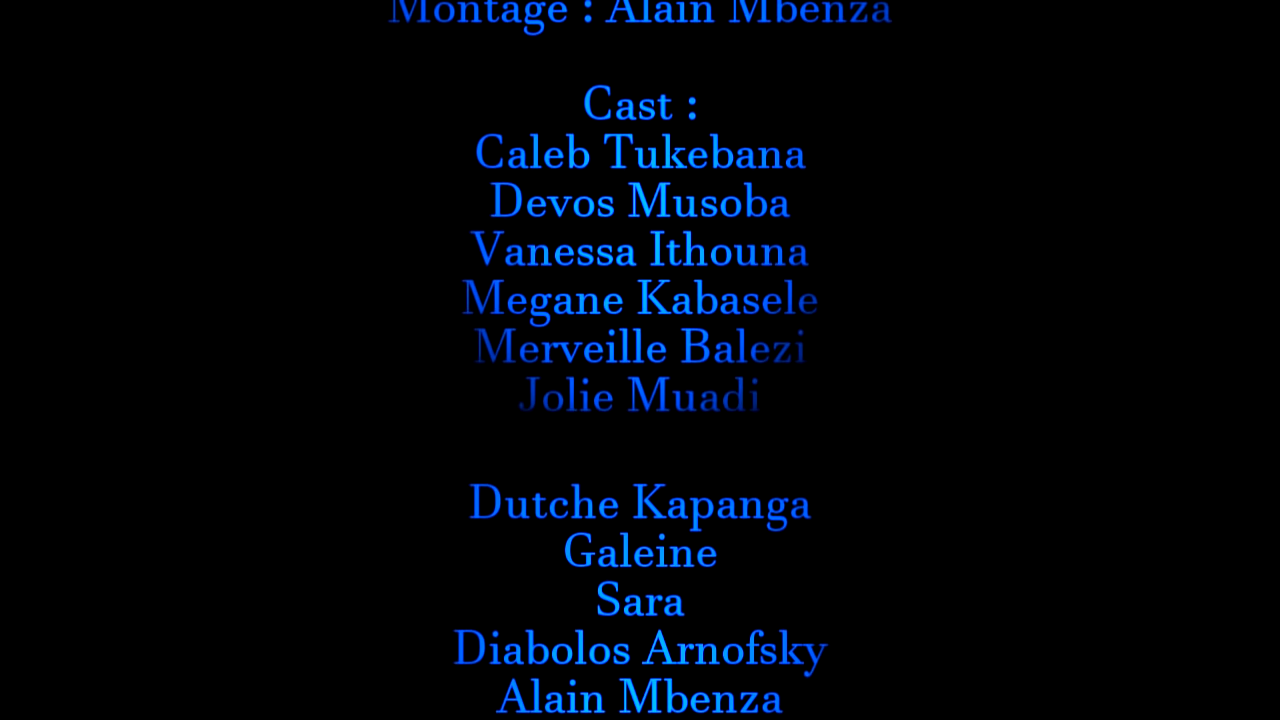 Montage : Alain Mbenza
Cast :
Caleb Tukebana
Devos Musoba
Vanessa Ithouna
Megane Kabasele
Merveille Balezi
Jolie Muadi
Dutche Kapanga
Galeine
Sara
Diabolos Arnofsky
Alain Mbenza